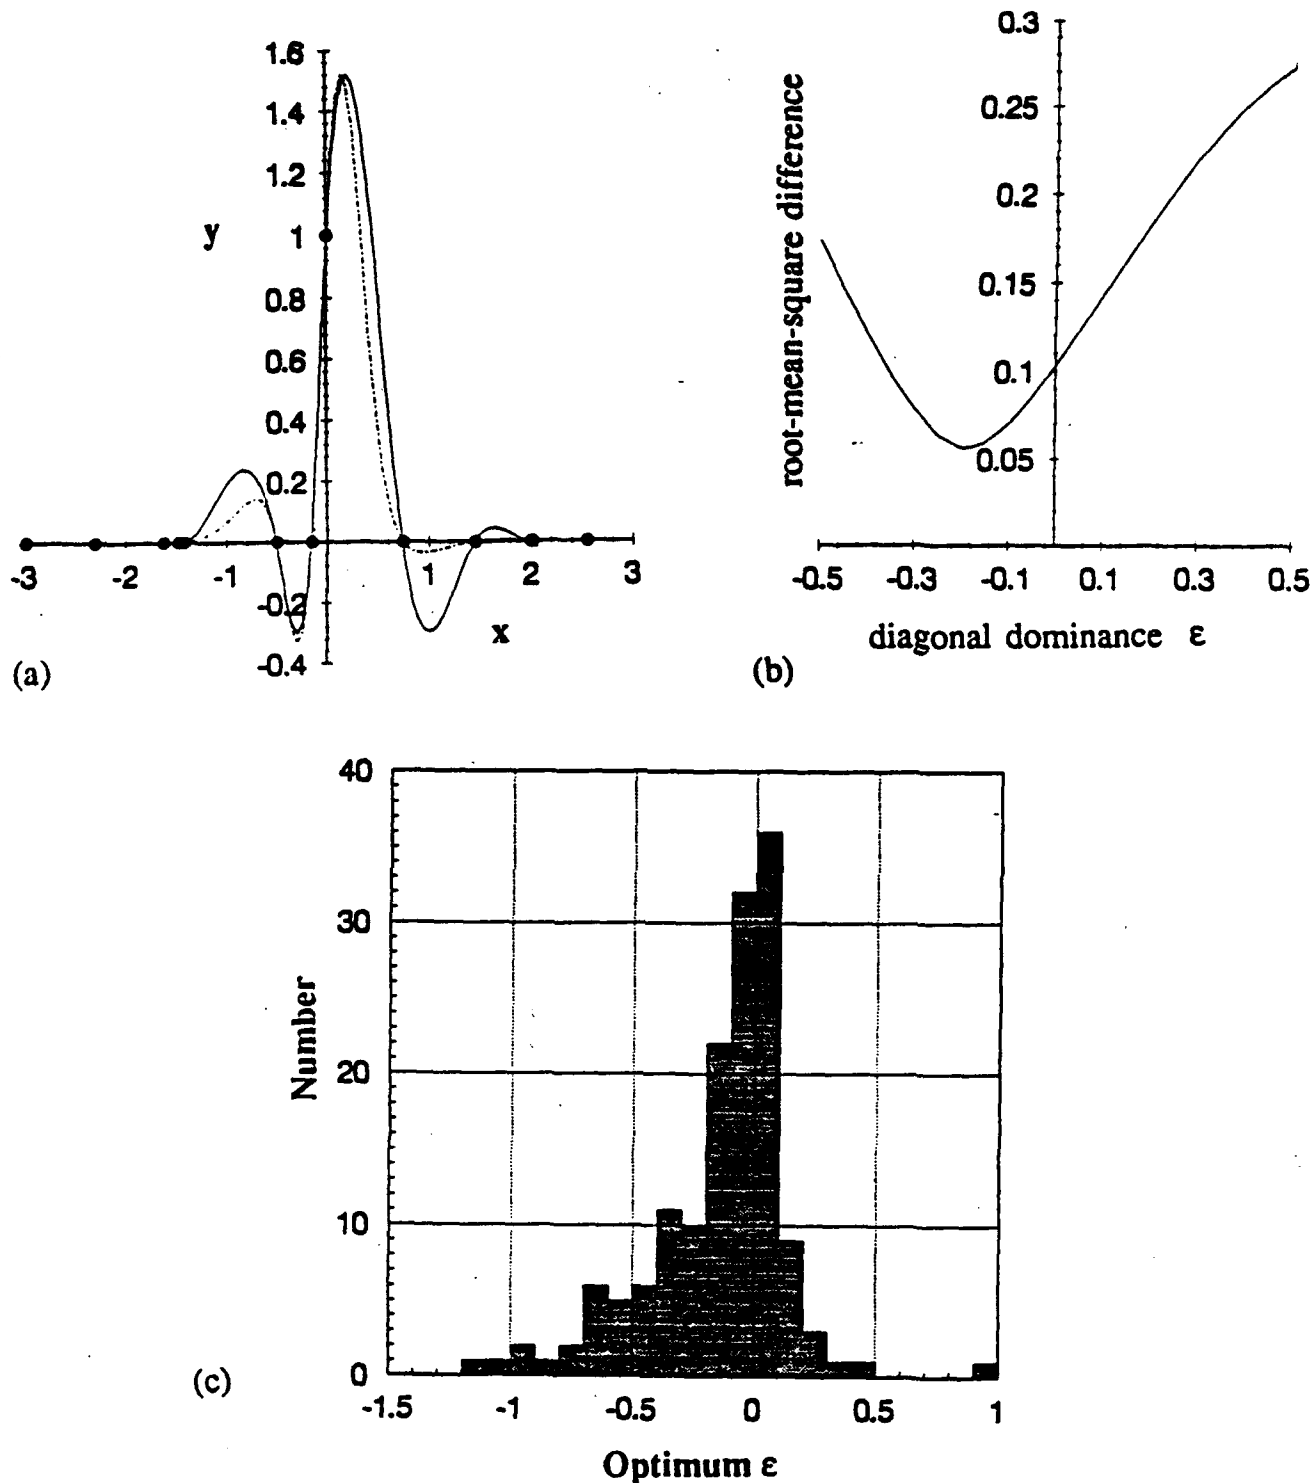 1.6
1.4
1.2
y
1
0.8
0.6
0.4
0.2
-3 -2 -1 1 2 3
-0.2
x
-0.4
(a)
0.3
0.25
0.2
0.15
0.1
0.05
root-mean-square difference
-0.5 -0.3 -0.1 0.1 0.3 0.5
diagonal dominance ε
(b)
40
30
20
10
0
Number
(c)
-1.5 -1 -0.5 0 0.5 1
Optimum ε